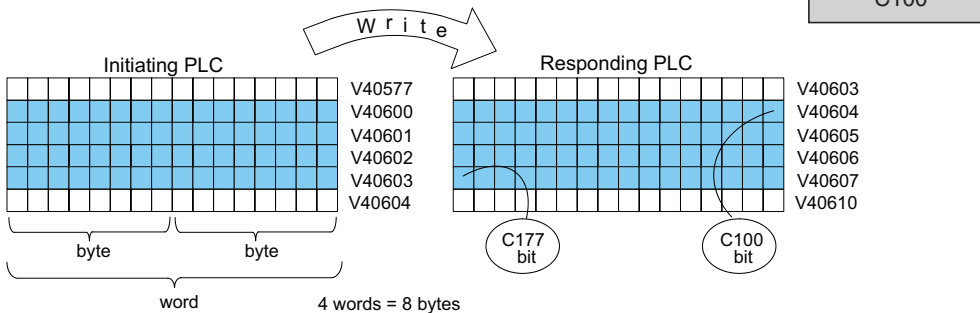 C100
Write
Initiating PLC
Responding PLC
V40577
V40600
V40601
V40602
V40603
V40604
V40603
V40604
V40605
V40606
V40607
V40610
byte
byte
word
4 words = 8 bytes
C177
bit
C100
bit